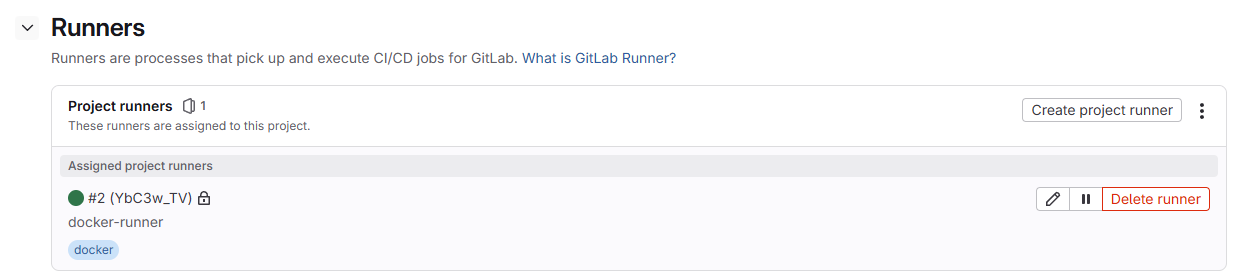 Runners
Runners are processes that pick up and execute CI/CD jobs for GitLab. What is GitLab Runner?
Project runners 1
Create project runner
These runners are assigned to this project.
Assigned project runners
#2 (YbC3w_TV)
Delete runner
docker-runner
docker